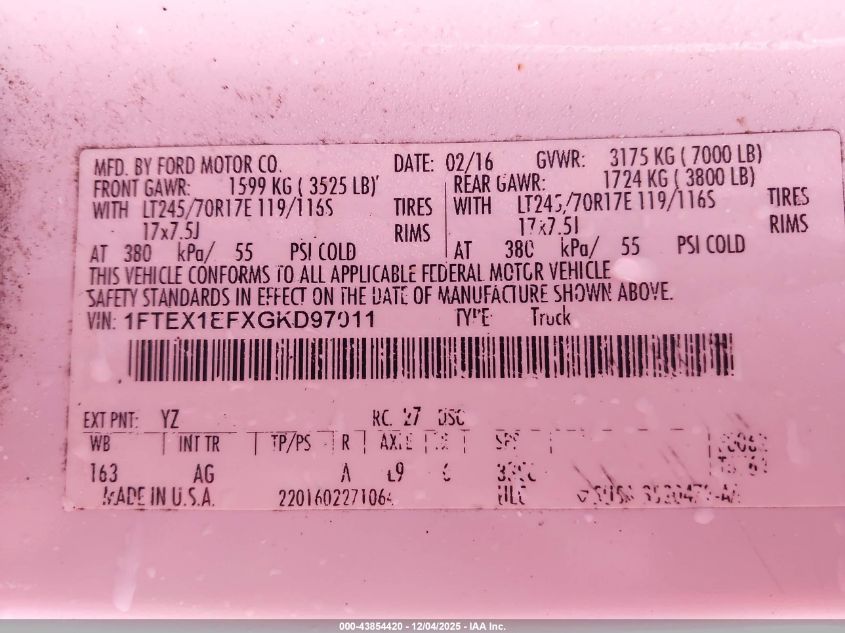 MFD. BY FORD MOTOR CO. DATE: 02/16 GVWR: 3175 KG ( 7000 LB)
FRONT GAWR: 1599 KG ( 3525 LB) REAR GAWR: 1724 KG ( 3800 LB)
WITH LT245/70R17E 119/116S TIRES WITH LT245/70R17E 119/116S TIRES
17x7.5J RIMS 17x7.5J RIMS
AT 380 kPa/ 55 PSI COLD AT 380 kPa/ 55 PSI COLD
THIS VEHICLE CONFORMS TO ALL APPLICABLE FEDERAL MOTOR VEHICLE
SAFETY STANDARDS IN EFFECT ON THE DATE OF MANUFACTURE SHOWN ABOVE.
VIN: 1FTEX1EFXGKD97011 TYPE: Truck
EXT PNT: YZ RC: 27 DSO
WB INT TR TP/PS R AXLE
163 AG A
MADE IN U.S.A. 2201602271064
000-43854420 - 12/04/2025 - IAA Inc.